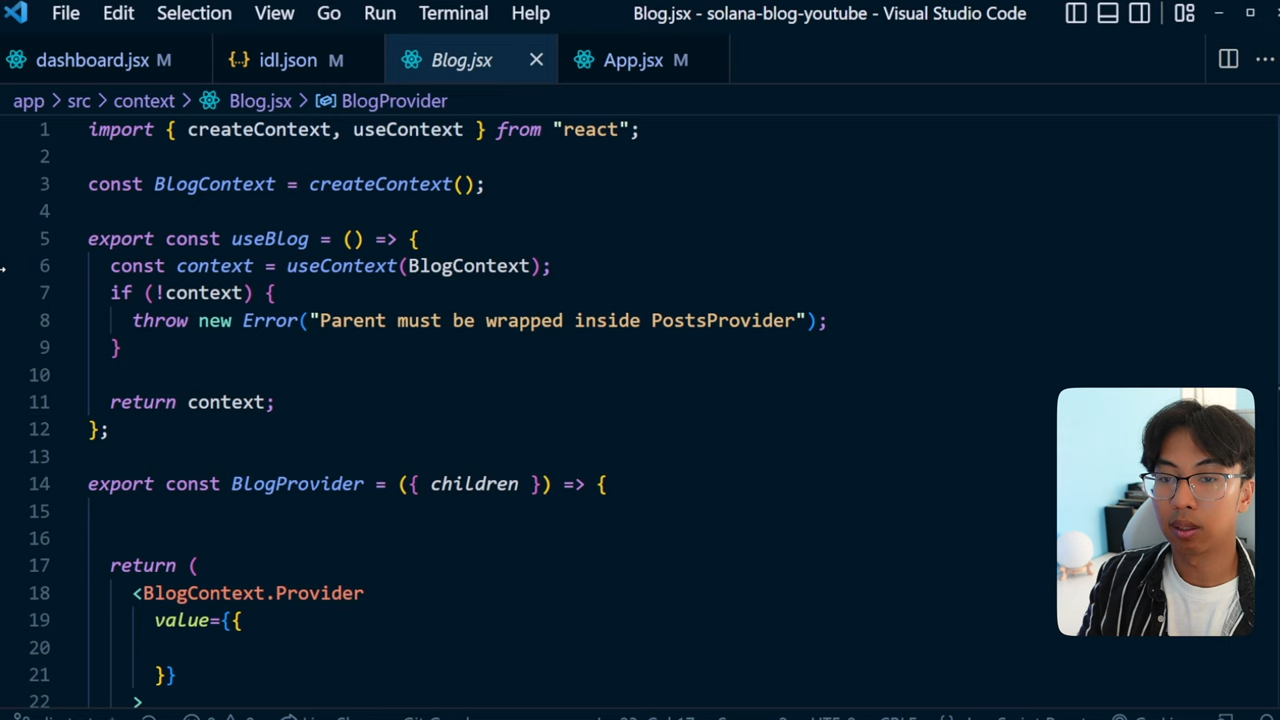 File Edit Selection View Go Run Terminal Help Blog.jsx - solana-blog-youtube - Visual Studio Code
dashboard.jsx M idl.json M Blog.jsx App.jsx M
app > src > context > Blog.jsx > BlogProvider
1 import { createContext, useContext } from "react";
2
3 const BlogContext = createContext();
4
5 export const useBlog = () => {
6 const context = useContext(BlogContext);
7 if (!context) {
8 throw new Error("Parent must be wrapped inside PostsProvider");
9 }
10
11 return context;
12 };
13
14 export const BlogProvider = ({ children }) => {
15
16
17 return (
18 <BlogContext.Provider
19 value={{
20
21 }}
22 >